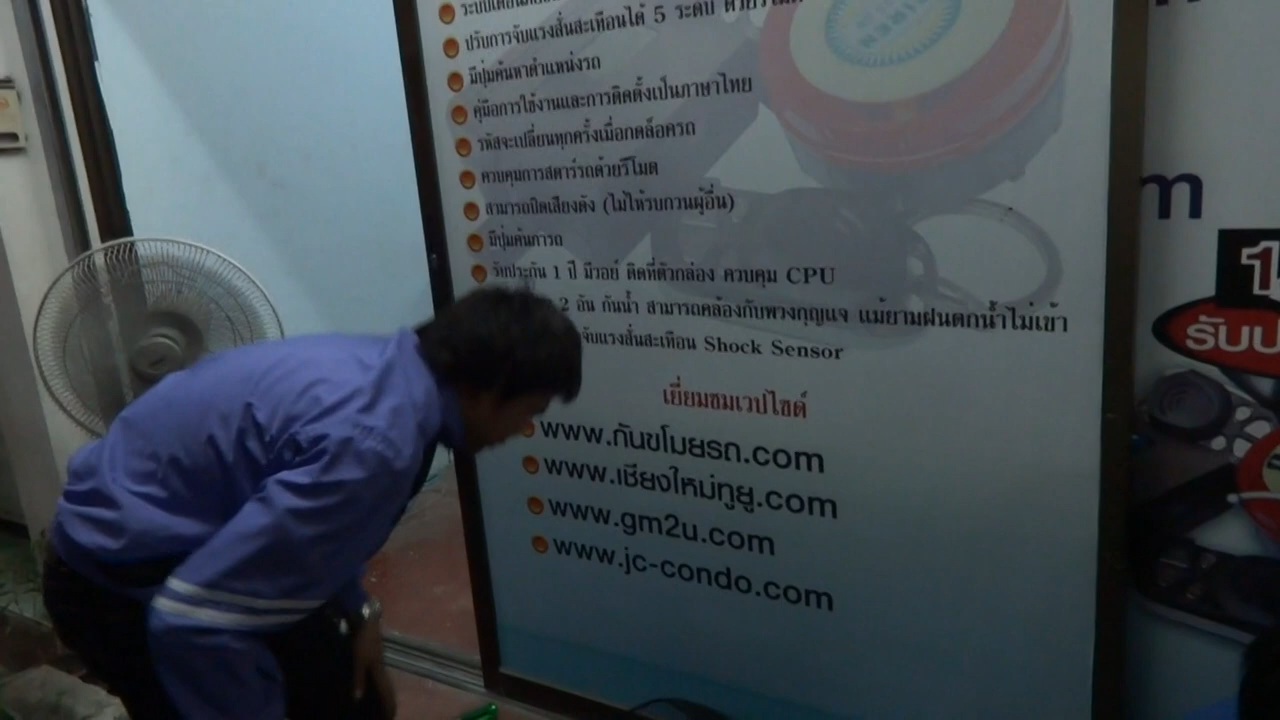 ปรับการจับแรงสั่นสะเทือนได้ 5 ระดับ
มีปุ่มค้นหาตำแหน่งรถ
คู่มือการใช้งานและการติดตั้งเป็นภาษาไทย
รหัสจะเปลี่ยนทุกครั้งเมื่อกดล็อครถ
ควบคุมการสตาร์รถด้วยรีโมต
สามารถปิดเสียงดัง (ไม่ให้รบกวนผู้อื่น)
มีปุ่มค้นการถ
รับประกัน 1 ปี มีวอย์ ติดที่ตัวกล่อง ควบคุม CPU
2 อัน กันน้ำ สามารถคล้องกับพวงกุญแจ แม้ยามฝนตกน้ำไม่เข้า
จับแรงสั่นสะเทือน Shock Sensor
เยี่ยมชมเวปไซด์
www.กันขโมยรถ.com
www.เชียงใหม่ทูยู.com
www.gm2u.com
www.jc-condo.com
m
1
รับป